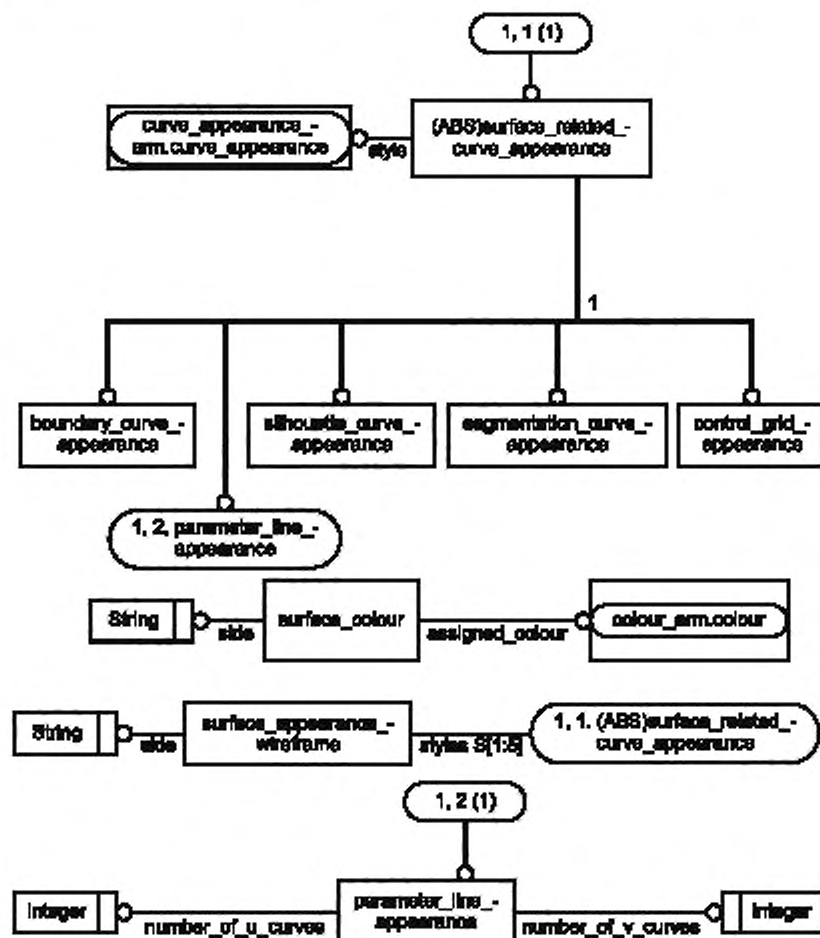 1, 1 (1)
curve_appearance_-
arm.curve_appearance
style
(ABS)surface_related_-
curve_appearance
1
boundary_curve_-
appearance
silhouette_curve_-
appearance
segmentation_curve_-
appearance
control_grid_-
appearance
1, 2, parameter_line_-
appearance
String
side
surface_colour
assigned_colour
colour_arm.colour
String
side
surface_appearance_-
wireframe
styles S[1:5]
1, 1. (ABS)surface_related_-
curve_appearance
1, 2 (1)
Integer
number_of_u_curves
parameter_line_-
appearance
number_of_v_curves
Integer